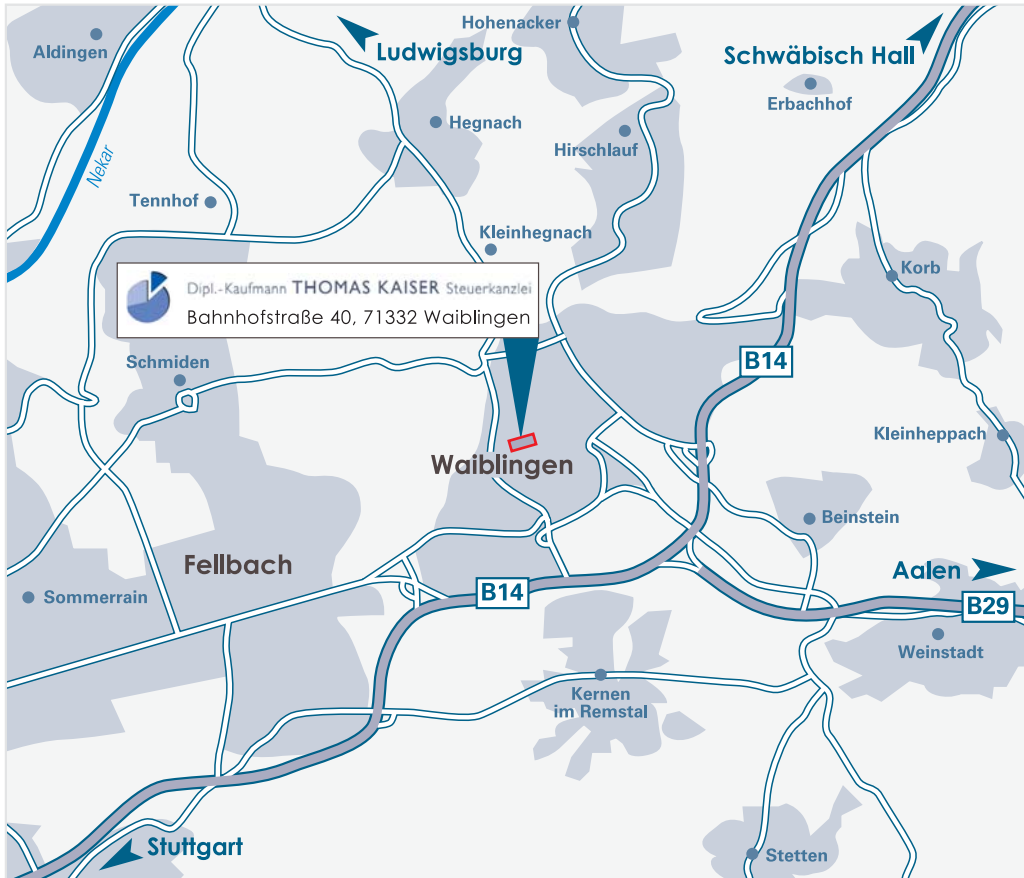 Hohenacker
Aldingen
Ludwigsburg
Schwäbisch Hall
Erbachhof
Hegnach
Hirschlauf
Nekar
Tennhof
Kleinhegnach
Korb
Dipl.-Kaufmann THOMAS KAISER Steuerkanzlei
Bahnhofstraße 40, 71332 Waiblingen
Schmiden
B14
Kleinheppach
Waiblingen
Beinstein
Fellbach
Aalen
B14
Sommerrain
B29
Weinstadt
Kernen
im Remstal
Stuttgart
Stetten